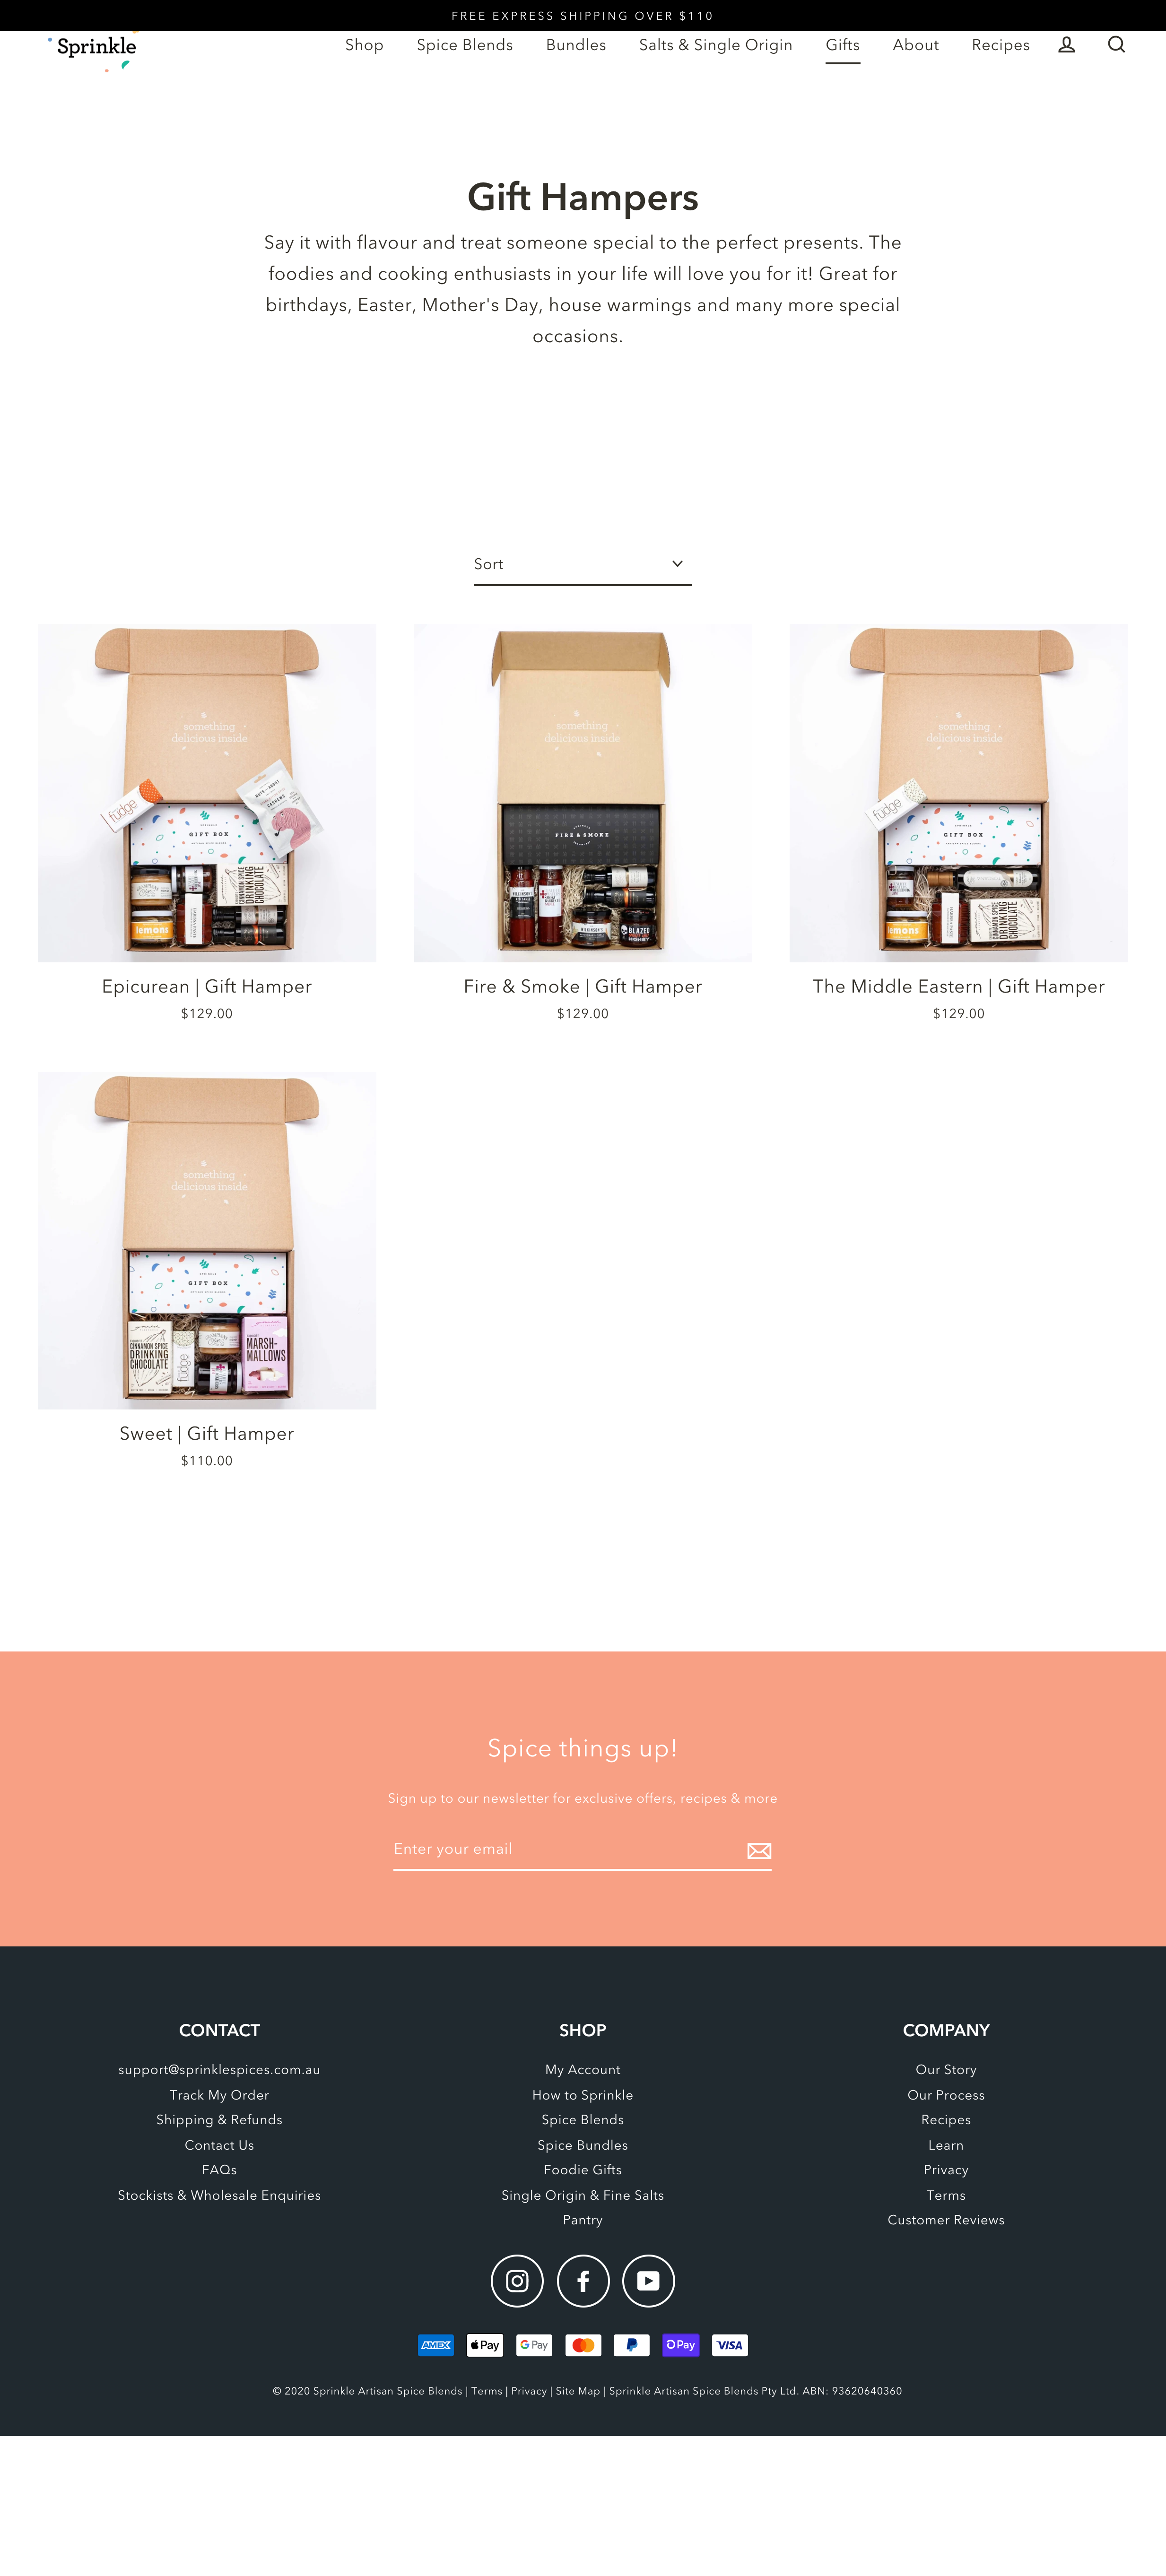 FREE EXPRESS SHIPPING OVER $110
Sprinkle
Shop
Spice Blends
Bundles
Salts & Single Origin
Gifts
About
Recipes
Gift Hampers
Say it with flavour and treat someone special to the perfect presents. The
foodies and cooking enthusiasts in your life will love you for it! Great for
birthdays, Easter, Mother's Day, house warmings and many more special
occasions.
Sort
something
delicious inside
fudge
GIFT BOX
CINNAMON SPICE
DRINKING
CHOCOLATE
lemons
something
delicious inside
FIRE & SMOKE
BLAZED
something
delicious inside
fudge
GIFT BOX
lemons
CINNAMON SPICE
DRINKING
CHOCOLATE
Epicurean | Gift Hamper
$129.00
Fire & Smoke | Gift Hamper
$129.00
The Middle Eastern | Gift Hamper
$129.00
something
delicious inside
GIFT BOX
CINNAMON SPICE
DRINKING
CHOCOLATE
fudge
MARSH-
MALLOWS
Sweet | Gift Hamper
$110.00
Spice things up!
Sign up to our newsletter for exclusive offers, recipes & more
Enter your email
CONTACT
support@sprinklespices.com.au
Track My Order
Shipping & Refunds
Contact Us
FAQs
Stockists & Wholesale Enquiries
SHOP
My Account
How to Sprinkle
Spice Blends
Spice Bundles
Foodie Gifts
Single Origin & Fine Salts
Pantry
COMPANY
Our Story
Our Process
Recipes
Learn
Privacy
Terms
Customer Reviews
AMEX
Pay
G Pay
Pay
VISA
© 2020 Sprinkle Artisan Spice Blends | Terms | Privacy | Site Map | Sprinkle Artisan Spice Blends Pty Ltd. ABN: 93620640360